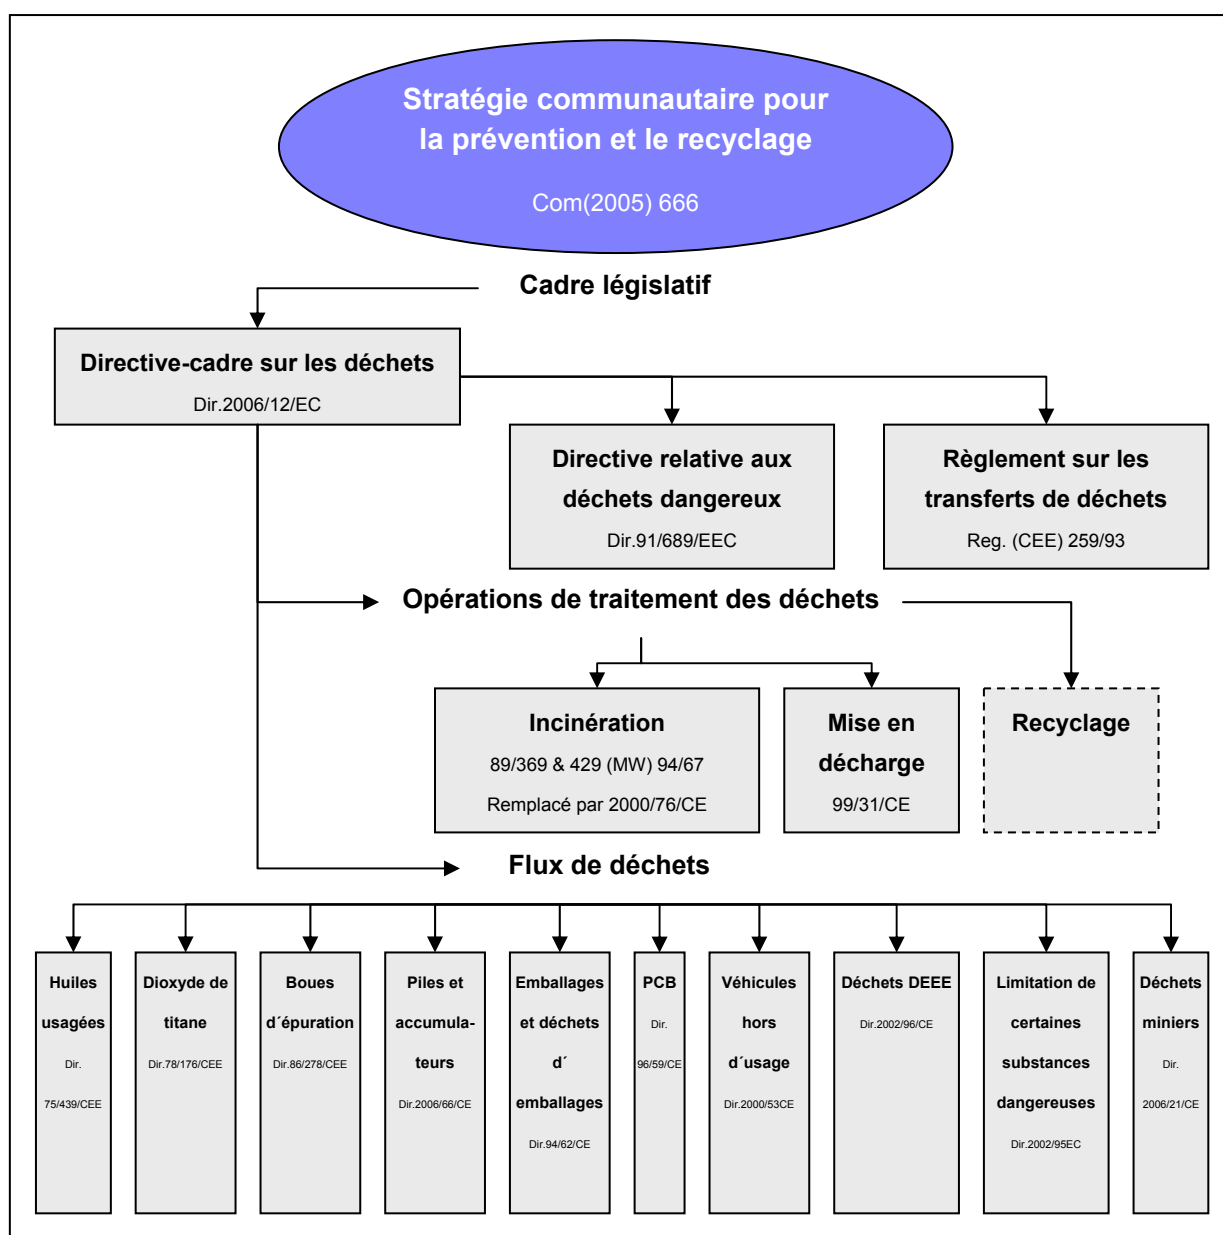 Stratégie communautaire pour
la prévention et le recyclage
Com(2005) 666
Cadre législatif
Directive-cadre sur les déchets
Dir.2006/12/EC
Directive relative aux
déchets dangereux
Dir.91/689/EEC
Règlement sur les
transferts de déchets
Reg. (CEE) 259/93
Opérations de traitement des déchets
Incinération
89/369 & 429 (MW) 94/67
Remplacé par 2000/76/CE
Mise en
décharge
99/31/CE
Recyclage
Flux de déchets
Huiles
usagées
Dir.
75/439/CEE
Dioxyde de
titane
Dir.78/176/CEE
Boues
d´épuration
Dir.86/278/CEE
Piles et
accumula-
teurs
Dir.2006/66/CE
Emballages
et déchets
d´
emballages
Dir.94/62/CE
PCB
Dir.
96/59/CE
Véhicules
hors
d´usage
Dir.2000/53CE
Déchets DEEE
Dir.2002/96/CE
Limitation de
certaines
substances
dangereuses
Dir.2002/95EC
Déchets
miniers
Dir.
2006/21/CE